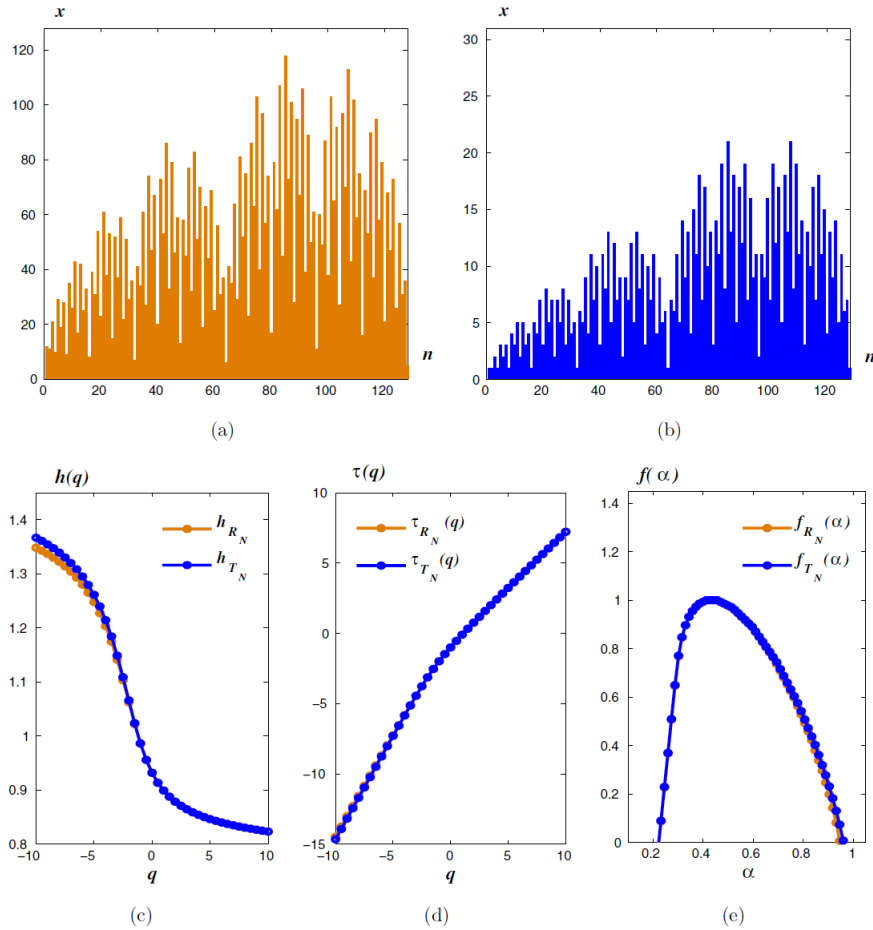 x
x
120
100
80
60
40
20
0
0 20 40 60 80 100 120
n
30
25
20
15
10
5
0
0 20 40 60 80 100 120
n
(a)
(b)
h(q)
τ(q)
f(α)
1.4
1.3
1.2
1.1
1
0.9
0.8
−10 −5 0 5 10
q
h_{R_N}
h_{T_N}
10
5
0
−5
−10
−15
−10 −5 0 5 10
q
τ_{R_N}(q)
τ_{T_N}(q)
1.4
1.2
1
0.8
0.6
0.4
0.2
0
0.2 0.4 0.6 0.8 1
α
f_{R_N}(α)
f_{T_N}(α)
(c)
(d)
(e)